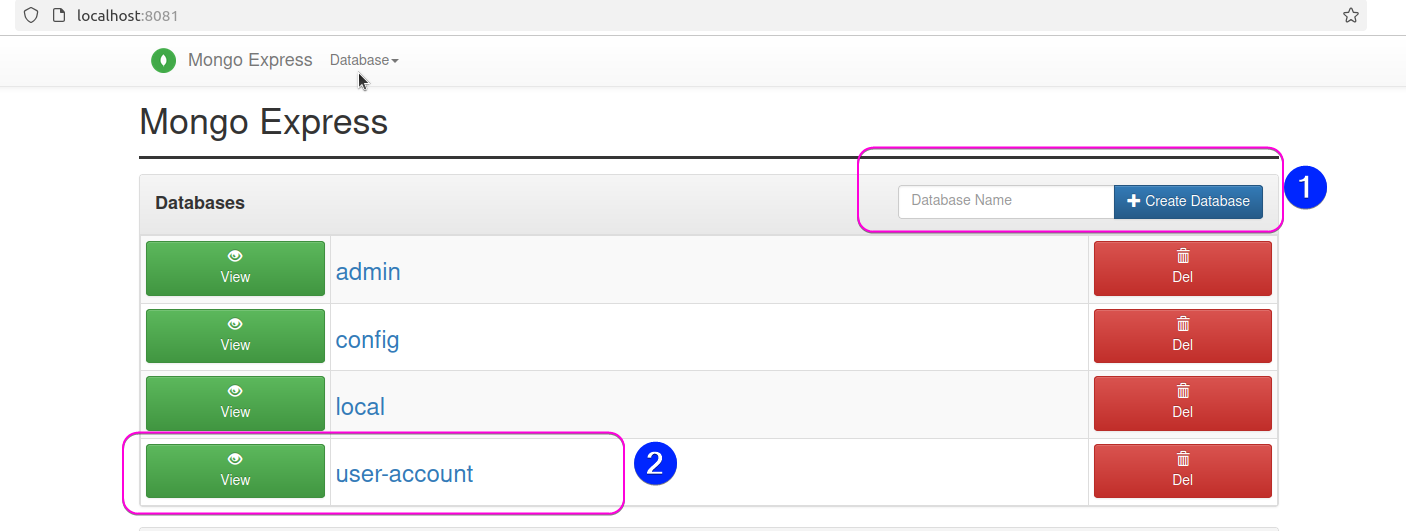 localhost:8081
Mongo Express Database
Mongo Express
Databases Database Name Create Database 1
View admin Del
View config Del
View local Del
View user-account Del 2